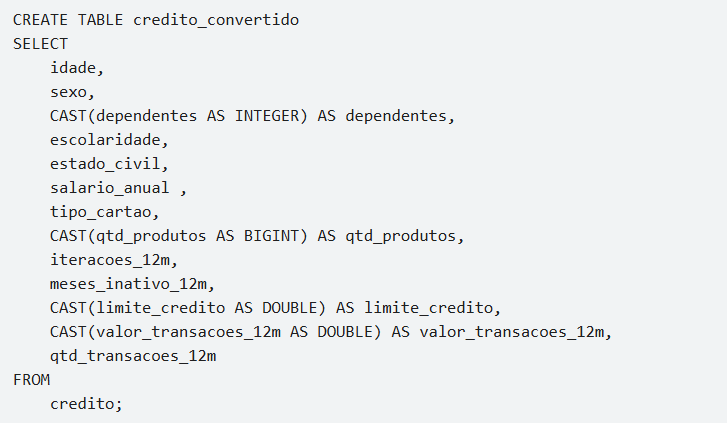 CREATE TABLE credito_convertido
SELECT
    idade,
    sexo,
    CAST(dependentes AS INTEGER) AS dependentes,
    escolaridade,
    estado_civil,
    salario_anual ,
    tipo_cartao,
    CAST(qtd_produtos AS BIGINT) AS qtd_produtos,
    iteracoes_12m,
    meses_inativo_12m,
    CAST(limite_credito AS DOUBLE) AS limite_credito,
    CAST(valor_transacoes_12m AS DOUBLE) AS valor_transacoes_12m,
    qtd_transacoes_12m
FROM
    credito;